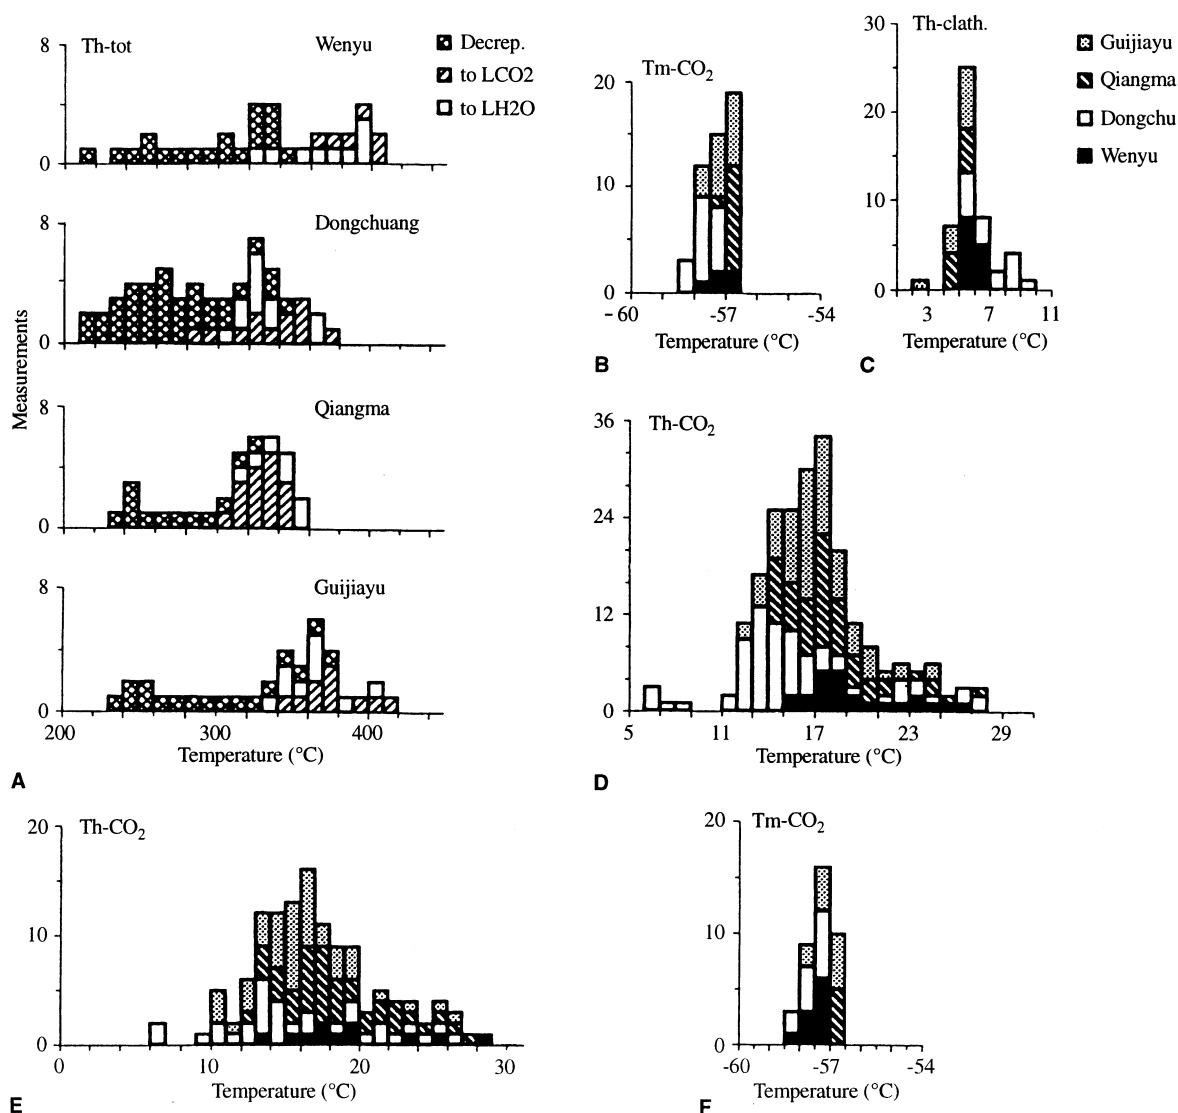 8
Th-tot
Wenyu
0
Decrep.
to LCO2
to LH2O
8
Dongchuang
0
Measurements
8
Qiangma
0
8
Guijiayu
0
200
300
400
Temperature (°C)
A
Tm-CO2
20
10
0
-60
-57
-54
Temperature (°C)
B
30
Th-clath.
20
10
0
3
7
11
Temperature (°C)
C
Guijiayu
Qiangma
Dongchu
Wenyu
36
Th-CO2
24
12
0
5
11
17
23
29
Temperature (°C)
D
20
Th-CO2
10
0
0
10
20
30
Temperature (°C)
E
20
Tm-CO2
10
0
-60
-57
-54
Temperature (°C)
F